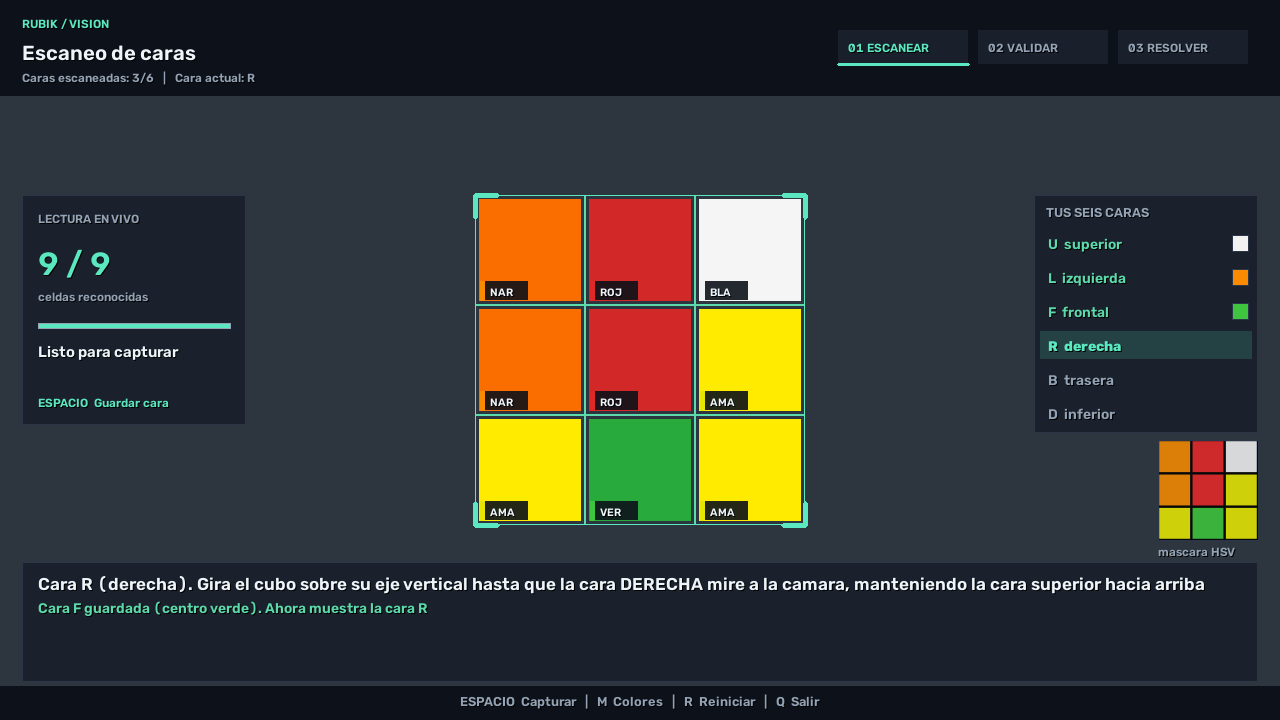 RUBIK / VISION
Escaneo de caras
Caras escaneadas: 3/6 | Cara actual: R
01 ESCANEAR
02 VALIDAR
03 RESOLVER
LECTURA EN VIVO
9 / 9
celdas reconocidas
Listo para capturar
ESPACIO Guardar cara
NAR
ROJ
BLA
NAR
ROJ
AMA
AMA
VER
AMA
TUS SEIS CARAS
U superior
L izquierda
F frontal
R derecha
B trasera
D inferior
mascara HSV
Cara R (derecha). Gira el cubo sobre su eje vertical hasta que la cara DERECHA mire a la camara, manteniendo la cara superior hacia arriba
Cara F guardada (centro verde). Ahora muestra la cara R
ESPACIO Capturar | M Colores | R Reiniciar | Q Salir